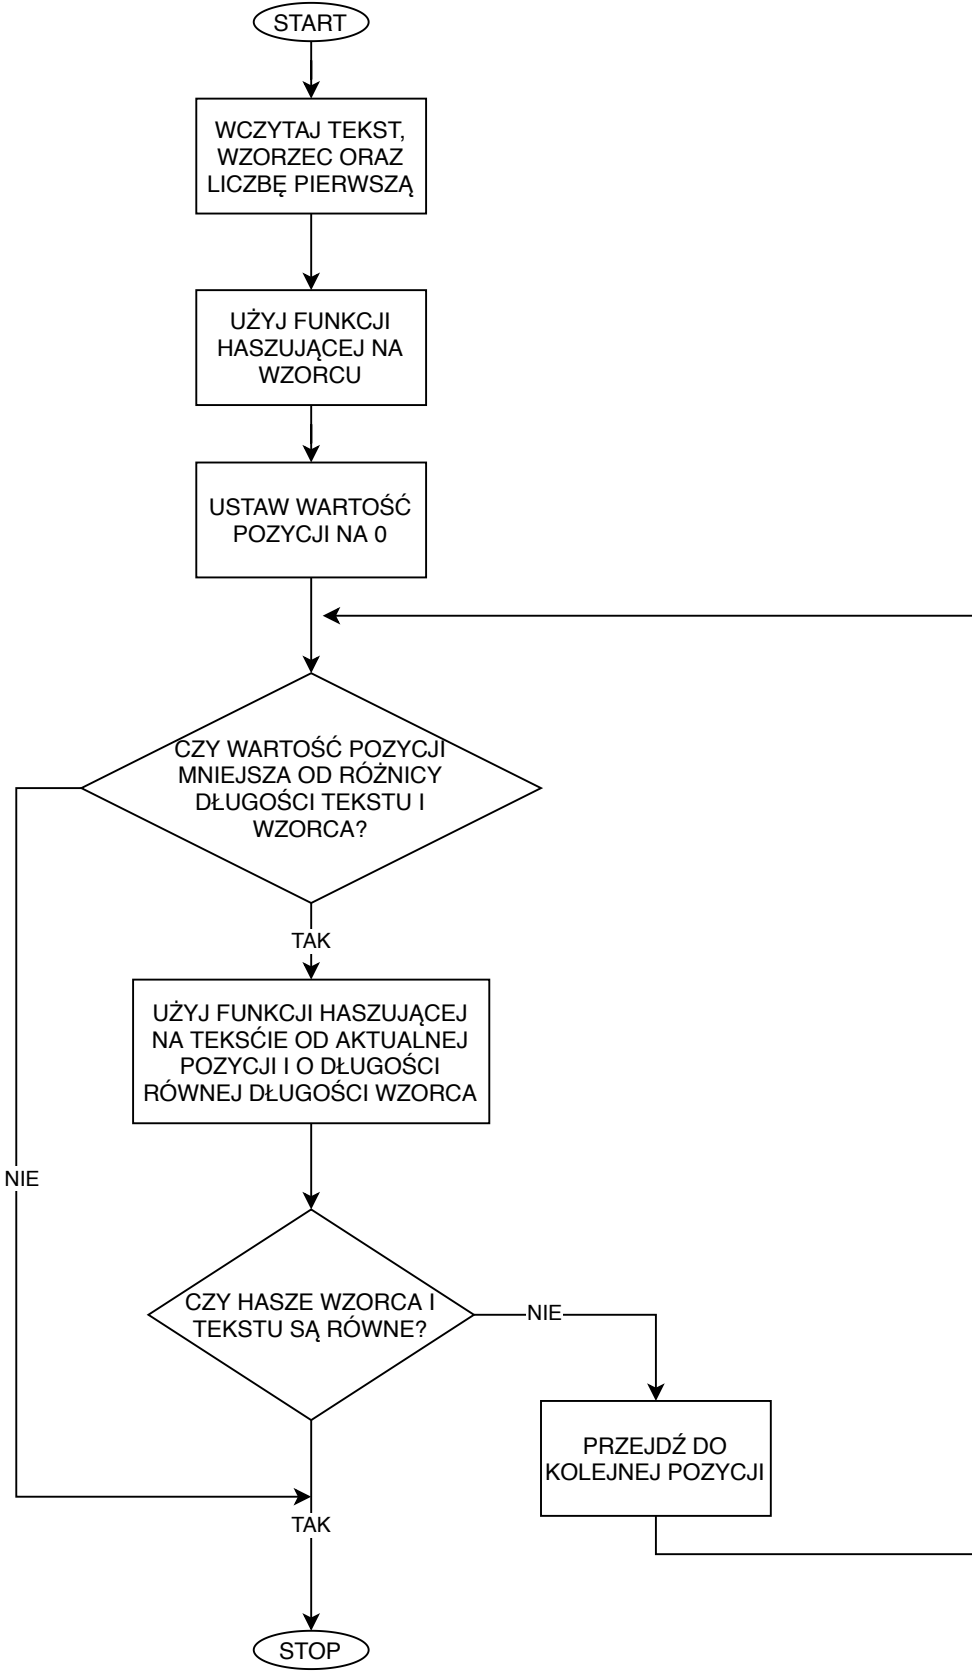 START
WCZYTAJ TEKST,
WZORZEC ORAZ
LICZBĘ PIERWSZĄ
UŻYJ FUNKCJI
HASZUJĄCEJ NA
WZORCU
USTAW WARTOŚĆ
POZYCJI NA 0
CZY WARTOŚĆ POZYCJI
MNIEJSZA OD RÓŻNICY
DŁUGOŚCI TEKSTU I
WZORCA?
TAK
UŻYJ FUNKCJI HASZUJĄCEJ
NA TEKŚĆIE OD AKTUALNEJ
POZYCJI I O DŁUGOŚCI
RÓWNEJ DŁUGOŚCI WZORCA
NIE
CZY HASZE WZORCA I
TEKSTU SĄ RÓWNE?
NIE
PRZEJDŹ DO
KOLEJNEJ POZYCJI
TAK
STOP